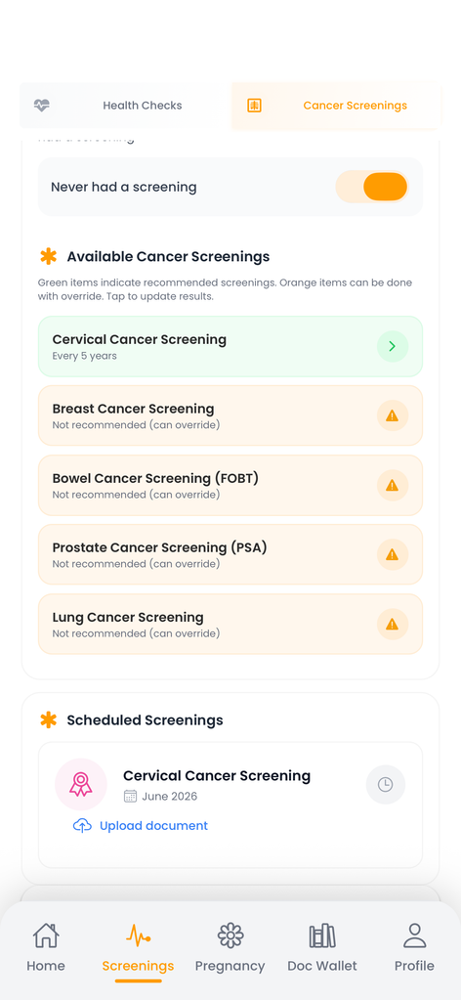 Health Checks
Cancer Screenings
Never had a screening
Available Cancer Screenings
Green items indicate recommended screenings. Orange items can be done
with override. Tap to update results.
Cervical Cancer Screening
Every 5 years
Breast Cancer Screening
Not recommended (can override)
Bowel Cancer Screening (FOBT)
Not recommended (can override)
Prostate Cancer Screening (PSA)
Not recommended (can override)
Lung Cancer Screening
Not recommended (can override)
Scheduled Screenings
Cervical Cancer Screening
June 2026
Upload document
Home
Screenings
Pregnancy
Doc Wallet
Profile